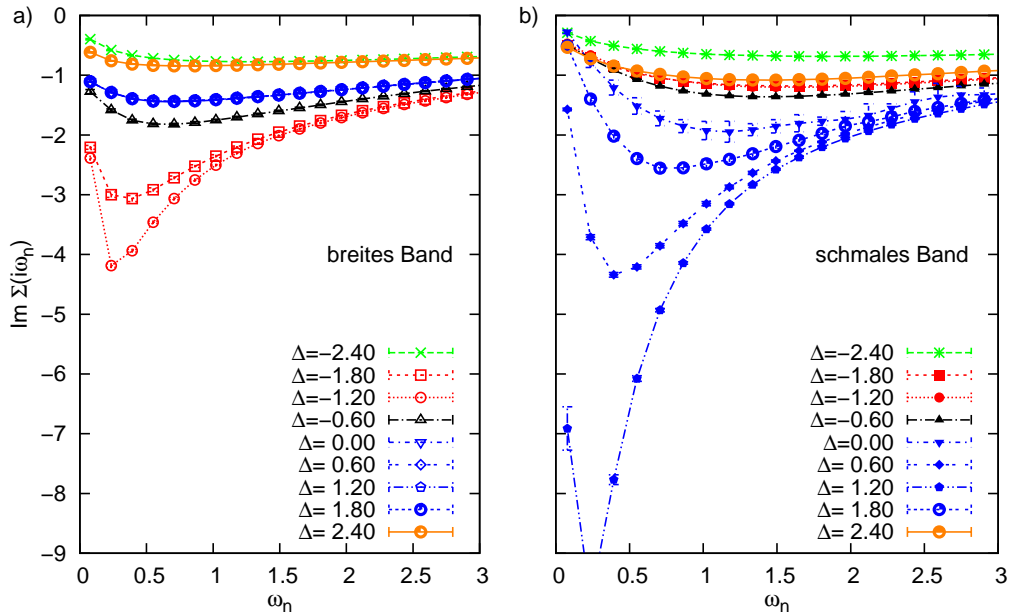 a)
b)
Im Σ(iωn)
0
−1
−2
−3
−4
−5
−6
−7
−8
−9
breites Band
Δ=−2.40
Δ=−1.80
Δ=−1.20
Δ=−0.60
Δ= 0.00
Δ= 0.60
Δ= 1.20
Δ= 1.80
Δ= 2.40
0 0.5 1 1.5 2 2.5 3
ωn
schmales Band
Δ=−2.40
Δ=−1.80
Δ=−1.20
Δ=−0.60
Δ= 0.00
Δ= 0.60
Δ= 1.20
Δ= 1.80
Δ= 2.40
0 0.5 1 1.5 2 2.5 3
ωn